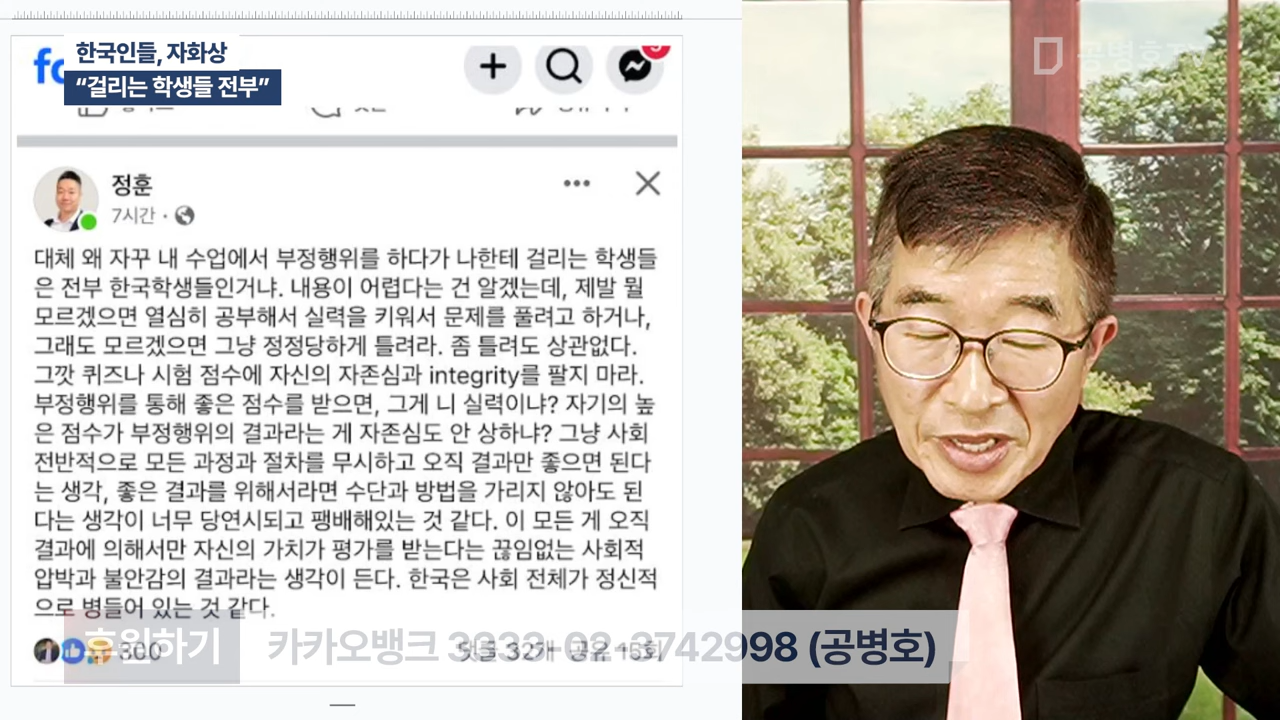 한국인들, 자화상
"걸리는 학생들 전부"
공병호
정훈
7시간 ·
대체 왜 자꾸 내 수업에서 부정행위를 하다가 나한테 걸리는 학생들
은 전부 한국학생들인거냐. 내용이 어렵다는 건 알겠는데, 제발 뭘
모르겠으면 열심히 공부해서 실력을 키워서 문제를 풀려고 하거나,
그래도 모르겠으면 그냥 정정당하게 틀려라. 좀 틀려도 상관없다.
그깟 퀴즈나 시험 점수에 자신의 자존심과 integrity를 팔지 마라.
부정행위를 통해 좋은 점수를 받으면, 그게 니 실력이냐? 자기의 높
은 점수가 부정행위의 결과라는 게 자존심도 안 상하냐? 그냥 사회
전반적으로 모든 과정과 절차를 무시하고 오직 결과만 좋으면 된다
는 생각, 좋은 결과를 위해서라면 수단과 방법을 가리지 않아도 된
다는 생각이 너무 당연시되고 팽배해있는 것 같다. 이 모든 게 오직
결과에 의해서만 자신의 가치가 평가를 받는다는 끊임없는 사회적
압박과 불안감의 결과라는 생각이 든다. 한국은 사회 전체가 정신적
으로 병들어 있는 것 같다.
300 댓글 32개 공유 15회
후원하기 카카오뱅크 3333-02-3742998 (공병호)